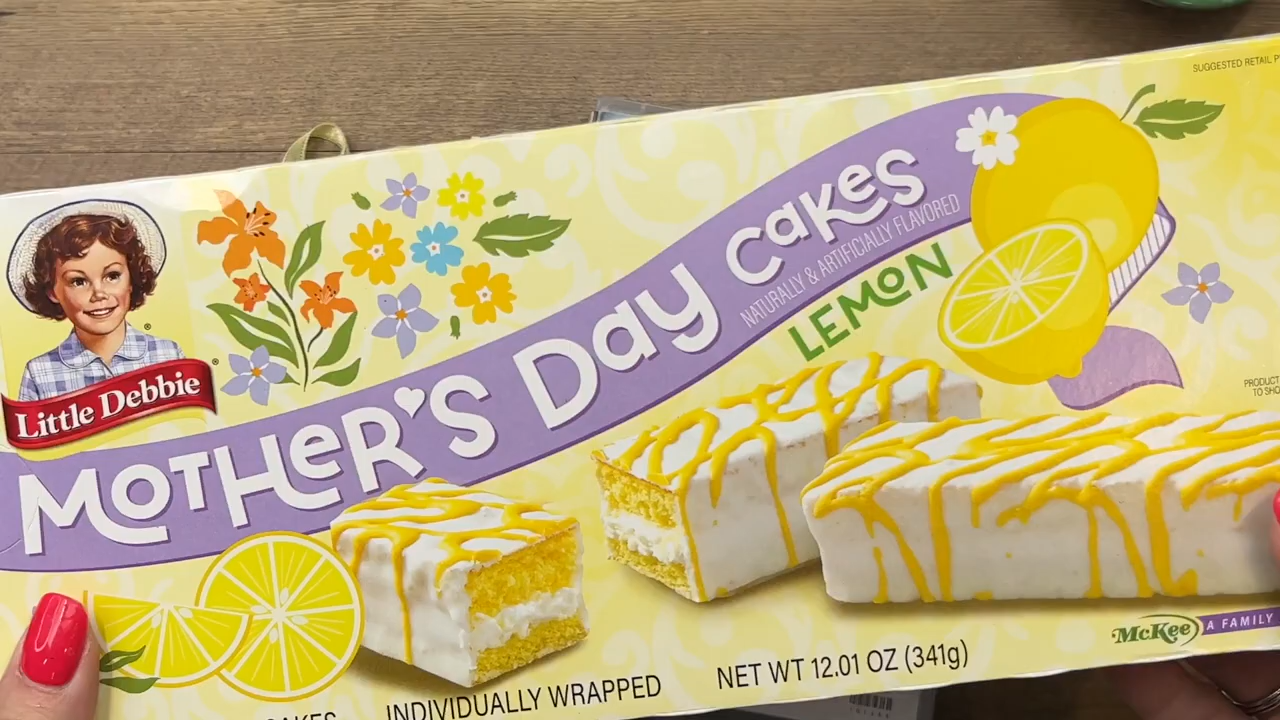 SUGGESTED RETAIL
Little Debbie
MOTHER'S DAY CAKES
NATURALLY & ARTIFICIALLY FLAVORED
LEMON
PRODUCT
TO SHO
McKee
A FAMILY
CAKES
INDIVIDUALLY WRAPPED
NET WT 12.01 OZ (341g)